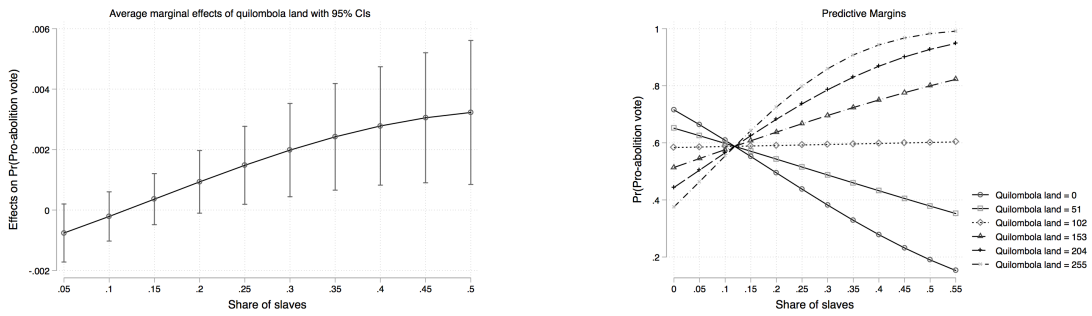 Average marginal effects of quilombola land with 95% CIs
Effects on Pr(Pro-abolition vote)
.006
.004
.002
0
-.002
.05 .1 .15 .2 .25 .3 .35 .4 .45 .5
Share of slaves
Predictive Margins
Pr(Pro-abolition vote)
1
.8
.6
.4
.2
0 .05 .1 .15 .2 .25 .3 .35 .4 .45 .5 .55
Share of slaves
Quilombola land = 0
Quilombola land = 51
Quilombola land = 102
Quilombola land = 153
Quilombola land = 204
Quilombola land = 255